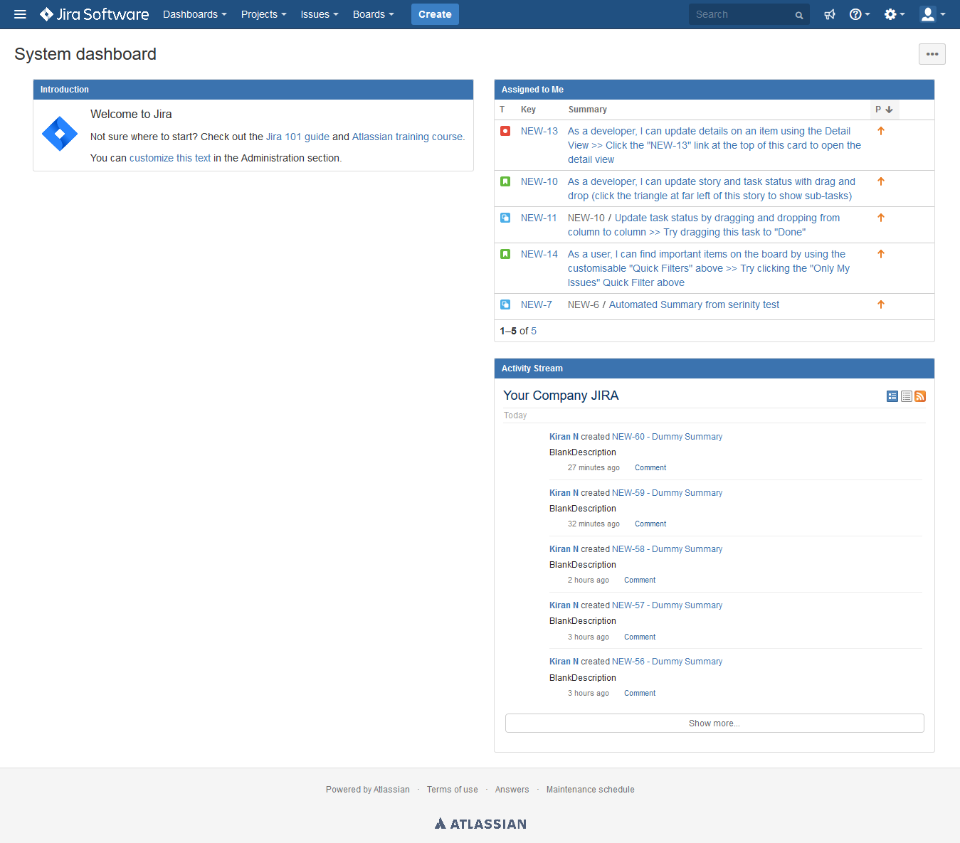 Jira Software Dashboards Projects Issues Boards Create Search
System dashboard
Introduction
Welcome to Jira
Not sure where to start? Check out the Jira 101 guide and Atlassian training course.
You can customize this text in the Administration section.
Assigned to Me
T Key Summary P
NEW-13 As a developer, I can update details on an item using the Detail
View >> Click the "NEW-13" link at the top of this card to open the
detail view
NEW-10 As a developer, I can update story and task status with drag and
drop (click the triangle at far left of this story to show sub-tasks)
NEW-11 NEW-10 / Update task status by dragging and dropping from
column to column >> Try dragging this task to "Done"
NEW-14 As a user, I can find important items on the board by using the
customisable "Quick Filters" above >> Try clicking the "Only My
Issues" Quick Filter above
NEW-7 NEW-6 / Automated Summary from serinity test
1–5 of 5
Activity Stream
Your Company JIRA
Today
Kiran N created NEW-60 - Dummy Summary
BlankDescription
27 minutes ago Comment
Kiran N created NEW-59 - Dummy Summary
BlankDescription
32 minutes ago Comment
Kiran N created NEW-58 - Dummy Summary
BlankDescription
2 hours ago Comment
Kiran N created NEW-57 - Dummy Summary
BlankDescription
3 hours ago Comment
Kiran N created NEW-56 - Dummy Summary
BlankDescription
3 hours ago Comment
Show more...
Powered by Atlassian · Terms of use · Answers · Maintenance schedule
ATLASSIAN